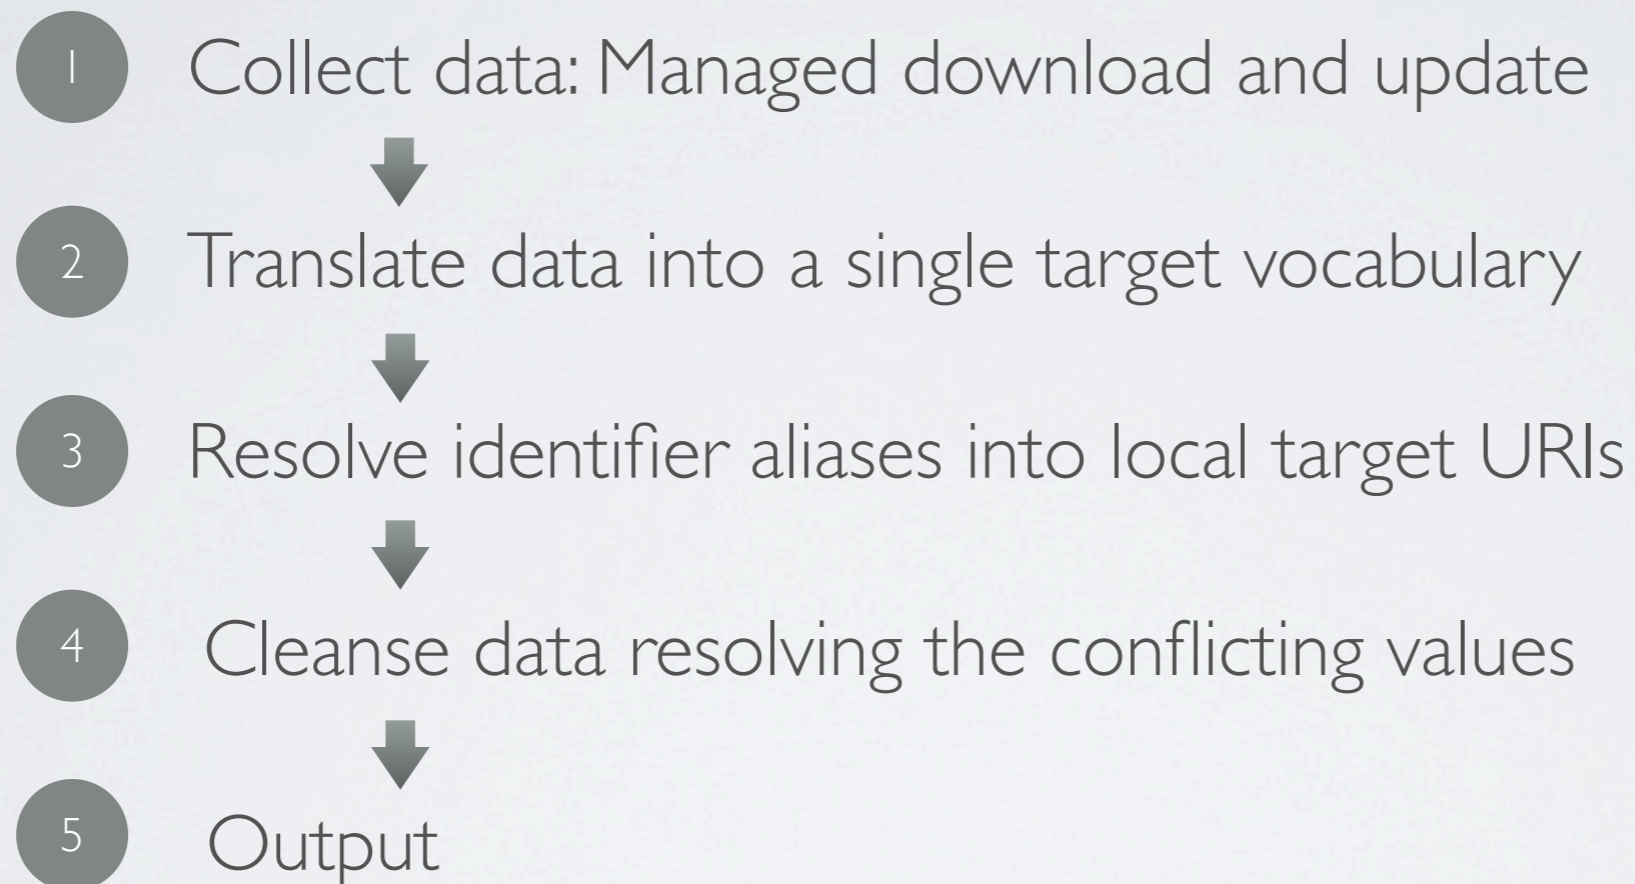 1 Collect data: Managed download and update
2 Translate data into a single target vocabulary
3 Resolve identifier aliases into local target URIs
4 Cleanse data resolving the conflicting values
5 Output